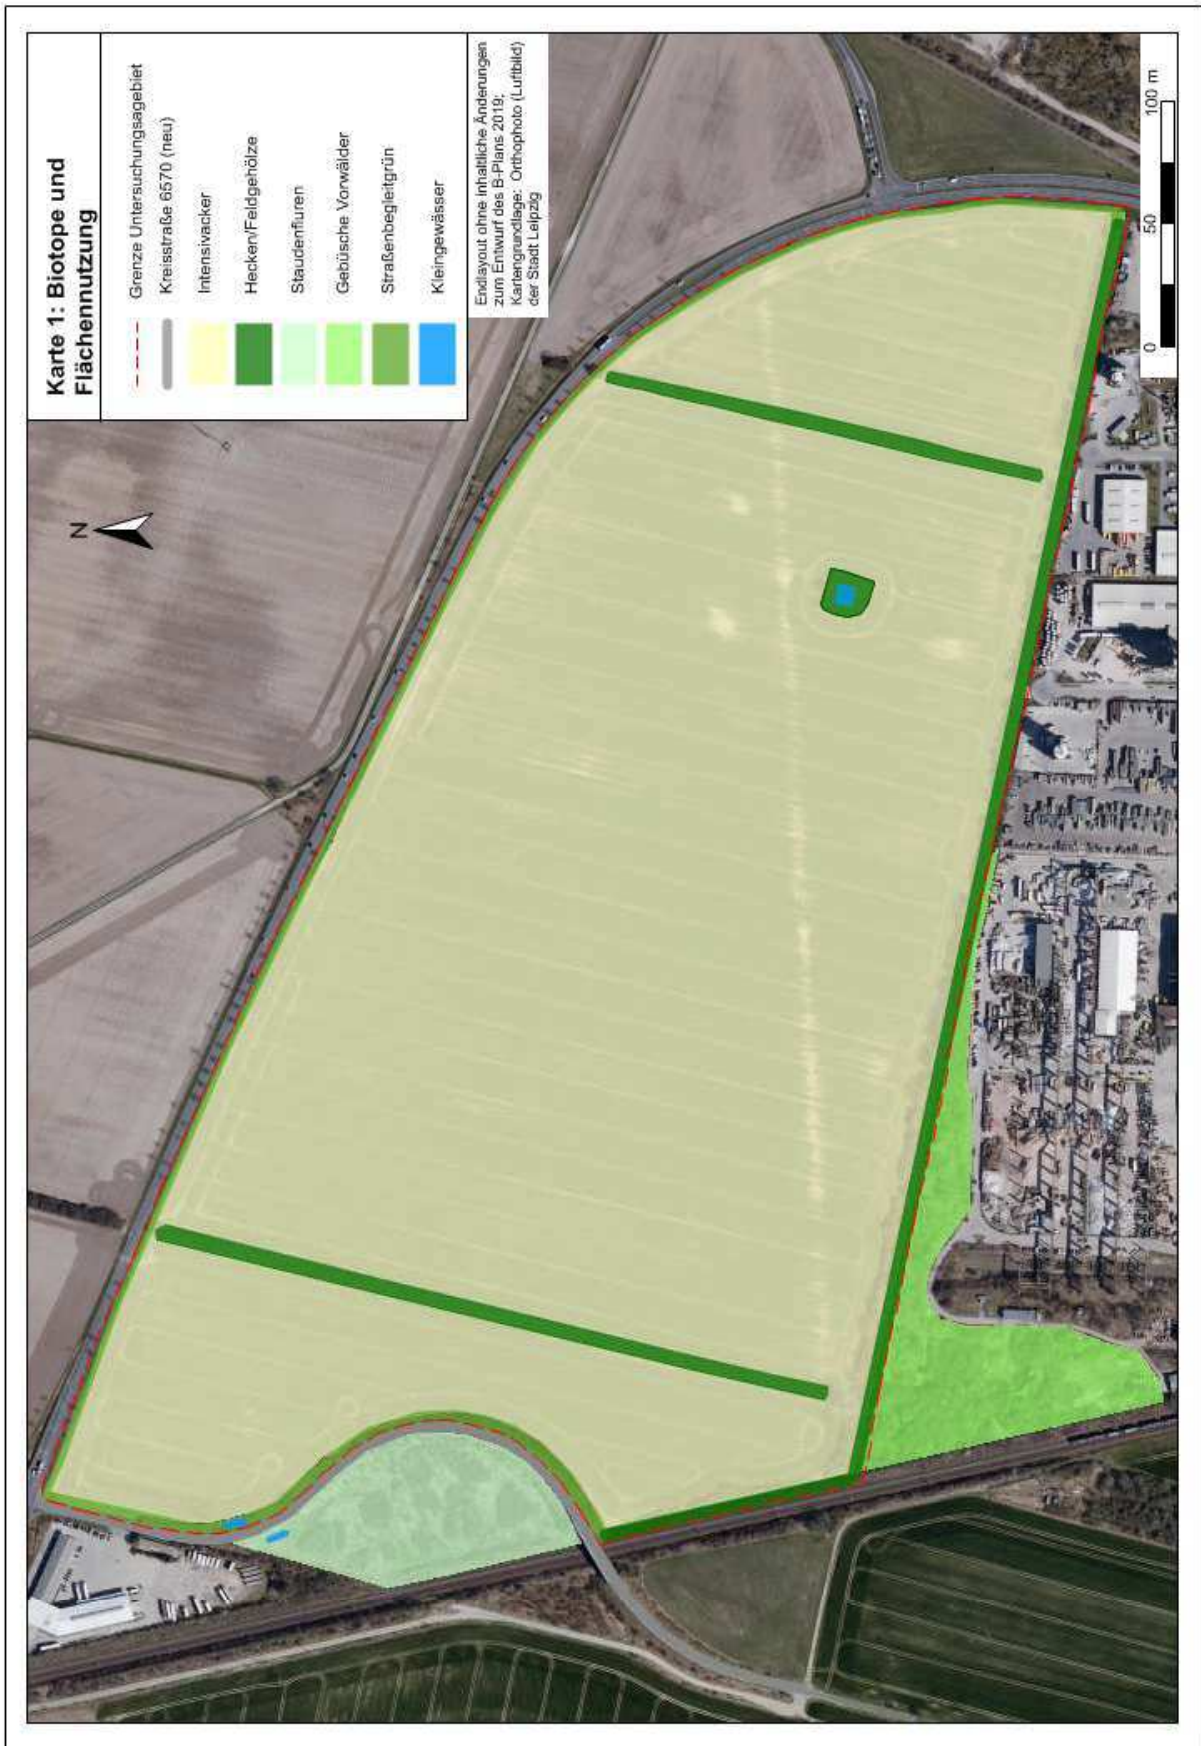 Karte 1: Biotope und
Flächennutzung
Grenze Untersuchungsagebiet
Kreisstraße 6570 (neu)
Intensivacker
Hecken/Feldgehölze
Staudenfluren
Gebüsche Vorwälder
Straßenbegleitgrün
Kleingewässer
Endlayout ohne inhaltliche Änderungen
zum Entwurf des B-Plans 2019;
Kartengrundlage: Orthophoto (Luftbild)
der Stadt Leipzig
N
0 50 100 m